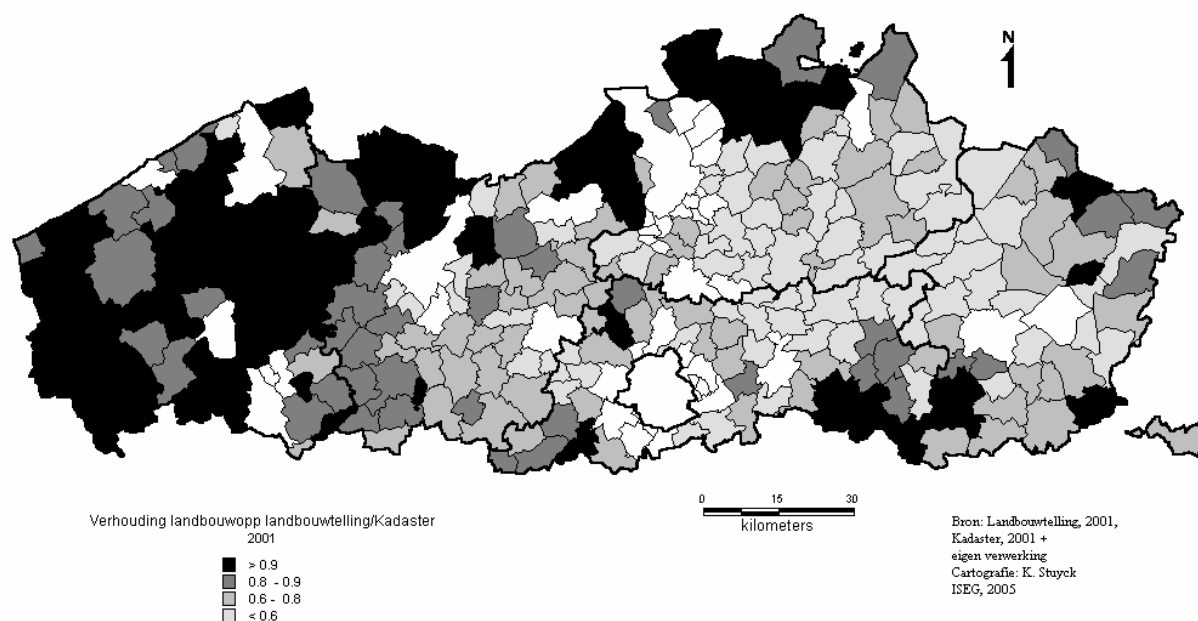 N
Verhouding landbouwopp landbouwtelling/Kadaster
2001
> 0.9
0.8 - 0.9
0.6 - 0.8
< 0.6
0 15 30
kilometers
Bron: Landbouwtelling, 2001,
Kadaster, 2001 +
eigen verwerking
Cartografie: K. Stuyck
ISEG, 2005